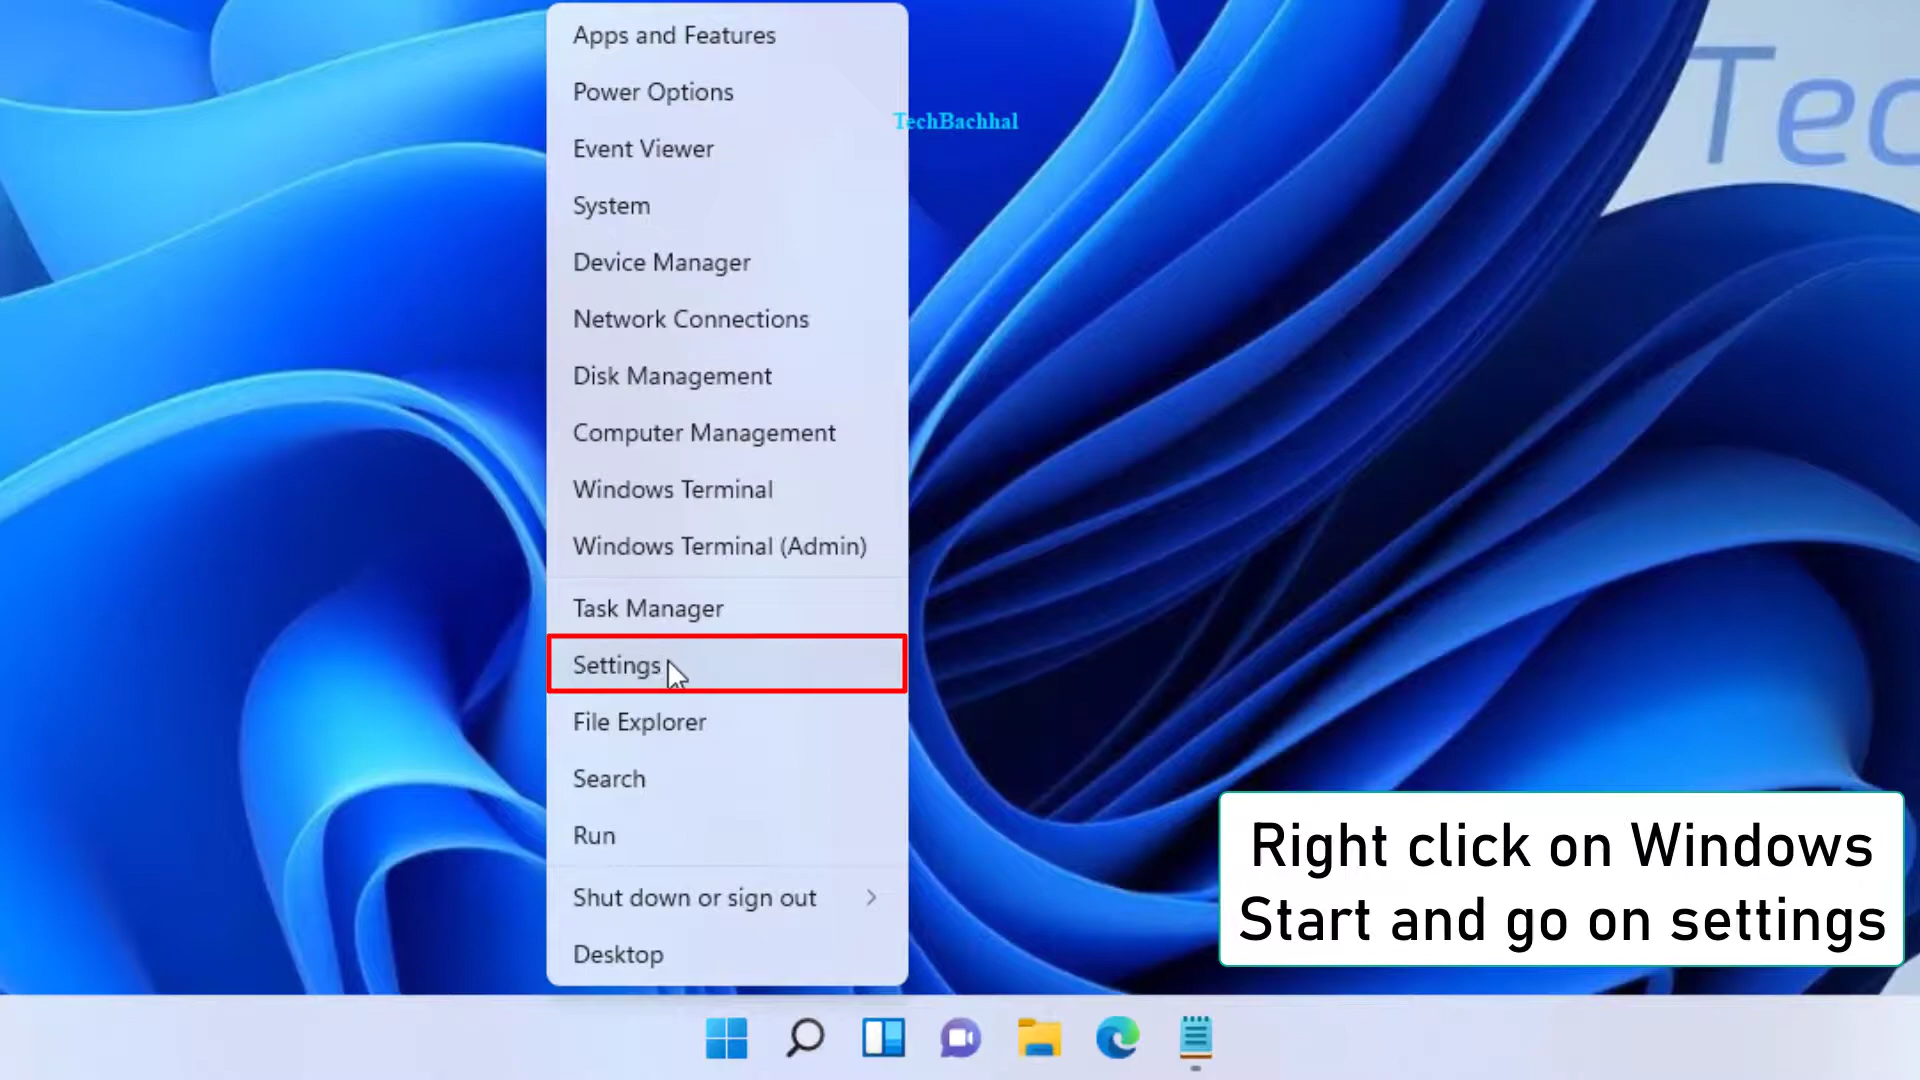 Apps and Features
Power Options
TechBachhal
Tec
Event Viewer
System
Device Manager
Network Connections
Disk Management
Computer Management
Windows Terminal
Windows Terminal (Admin)
Task Manager
Settings
File Explorer
Search
Run
Shut down or sign out
Desktop
Right click on Windows
Start and go on settings